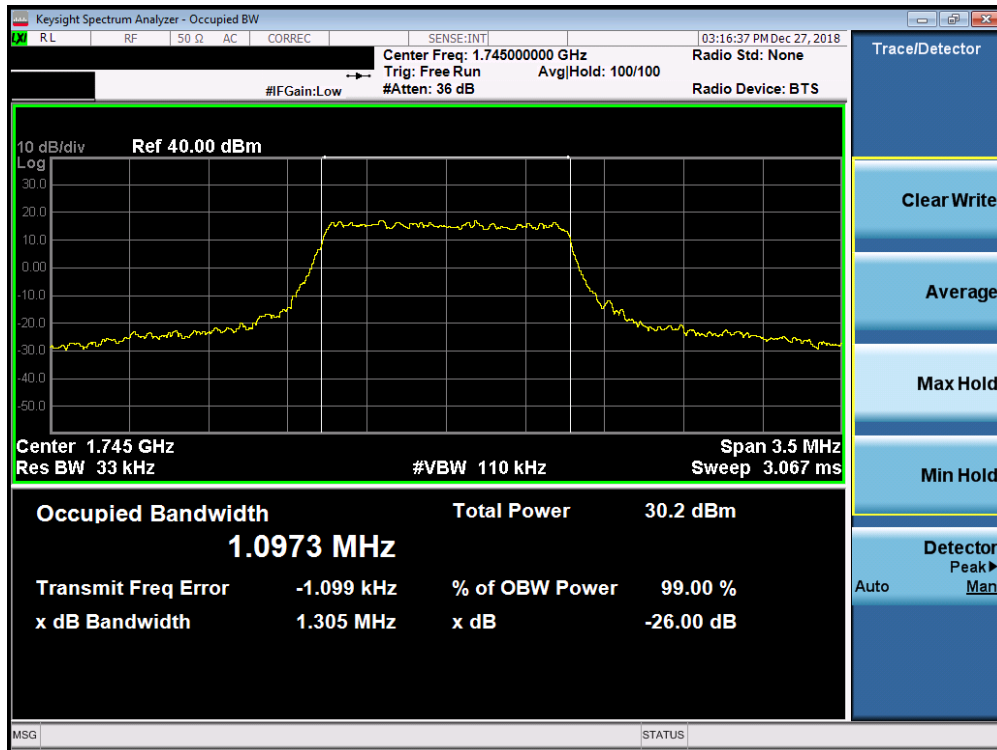 Keysight Spectrum Analyzer - Occupied BW
LXI RL RF 50 Ω AC CORREC SENSE:INT 03:16:37 PM Dec 27, 2018
Center Freq: 1.745000000 GHz Radio Std: None
Trig: Free Run Avg|Hold: 100/100
#IFGain:Low #Atten: 36 dB Radio Device: BTS
10 dB/div Ref 40.00 dBm
Log
30.0
20.0
10.0
0.00
-10.0
-20.0
-30.0
-40.0
-50.0
Center 1.745 GHz Span 3.5 MHz
Res BW 33 kHz #VBW 110 kHz Sweep 3.067 ms
Occupied Bandwidth Total Power 30.2 dBm
1.0973 MHz
Transmit Freq Error -1.099 kHz % of OBW Power 99.00 %
x dB Bandwidth 1.305 MHz x dB -26.00 dB
MSG STATUS
Trace/Detector
Clear Write
Average
Max Hold
Min Hold
Detector
Peak▶
Auto Man